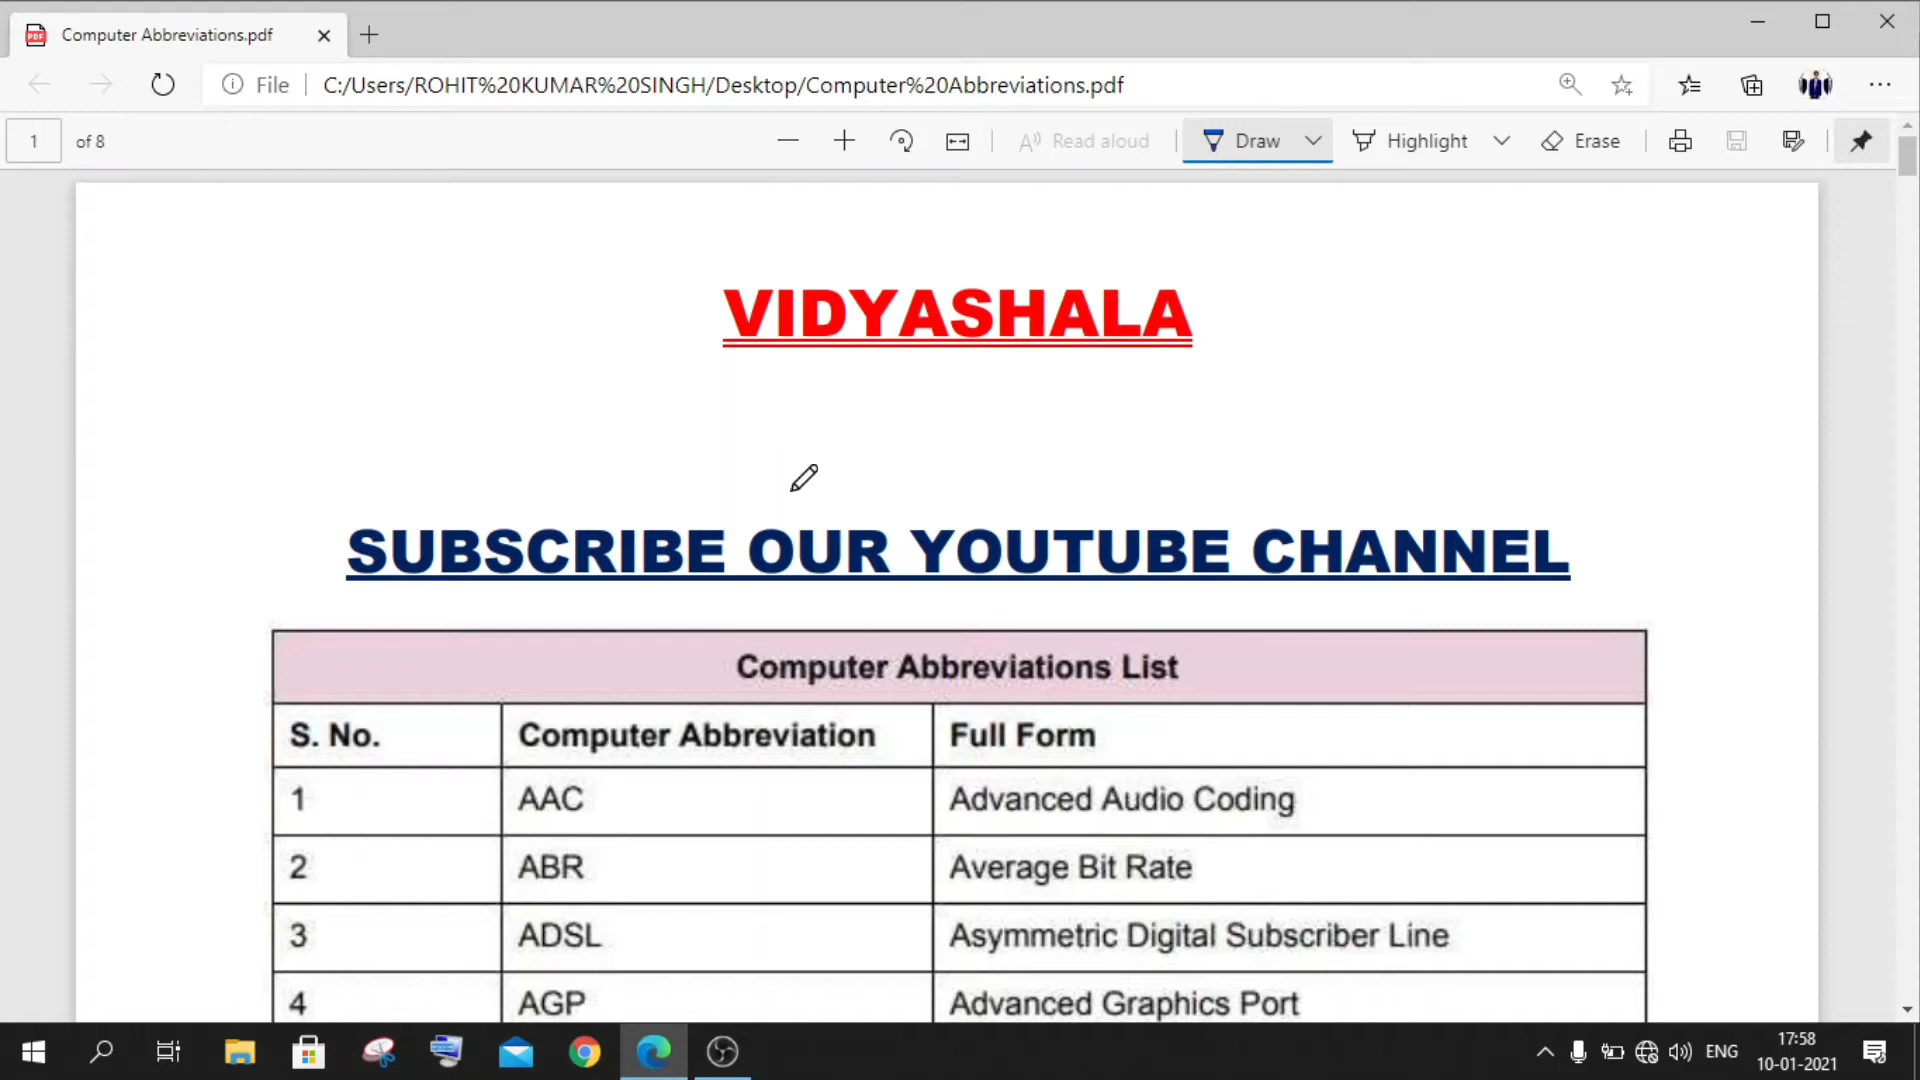 Computer Abbreviations.pdf
File
C:/Users/ROHIT%20KUMAR%20SINGH/Desktop/Computer%20Abbreviations.pdf
1 of 8
Read aloud
Draw
Highlight
Erase
VIDYASHALA
SUBSCRIBE OUR YOUTUBE CHANNEL
Computer Abbreviations List
S. No. Computer Abbreviation Full Form
1 AAC Advanced Audio Coding
2 ABR Average Bit Rate
3 ADSL Asymmetric Digital Subscriber Line
4 AGP Advanced Graphics Port
ENG
17:58
10-01-2021